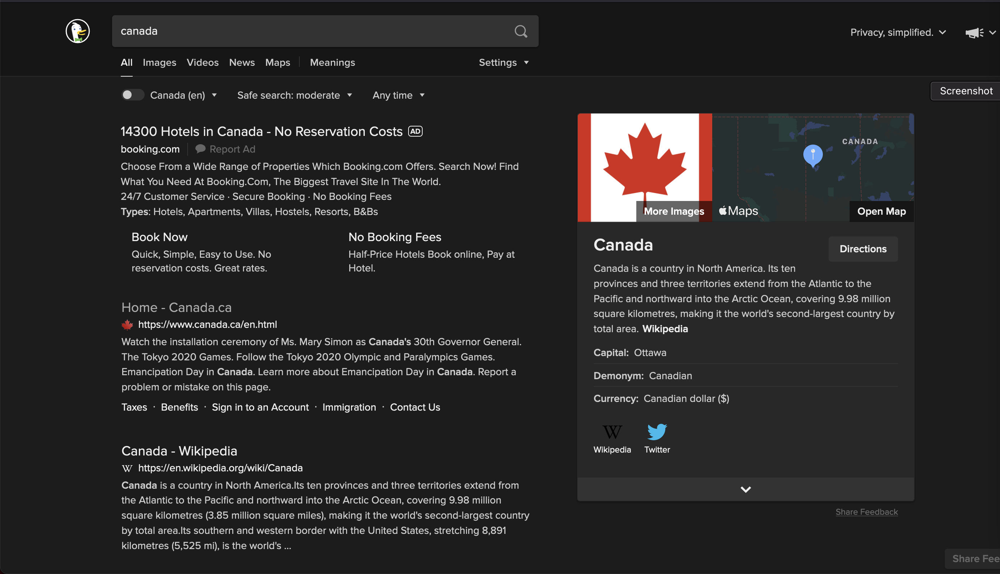 canada
Privacy, simplified.
All Images Videos News Maps Meanings Settings
Canada (en) Safe search: moderate Any time
Screenshot
14300 Hotels in Canada - No Reservation Costs AD
booking.com Report Ad
Choose From a Wide Range of Properties Which Booking.com Offers. Search Now! Find
What You Need At Booking.Com, The Biggest Travel Site In The World.
24/7 Customer Service · Secure Booking · No Booking Fees
Types: Hotels, Apartments, Villas, Hostels, Resorts, B&Bs
Book Now
Quick, Simple, Easy to Use. No
reservation costs. Great rates.
No Booking Fees
Half-Price Hotels Book online, Pay at
Hotel.
Home - Canada.ca
https://www.canada.ca/en.html
Watch the installation ceremony of Ms. Mary Simon as Canada's 30th Governor General.
The Tokyo 2020 Games. Follow the Tokyo 2020 Olympic and Paralympics Games.
Emancipation Day in Canada. Learn more about Emancipation Day in Canada. Report a
problem or mistake on this page.
Taxes · Benefits · Sign in to an Account · Immigration · Contact Us
Canada - Wikipedia
W https://en.wikipedia.org/wiki/Canada
Canada is a country in North America.Its ten provinces and three territories extend from
the Atlantic to the Pacific and northward into the Arctic Ocean, covering 9.98 million
square kilometres (3.85 million square miles), making it the world's second-largest country
by total area.Its southern and western border with the United States, stretching 8,891
kilometres (5,525 mi), is the world's ...
CANADA
More Images
Maps
Open Map
Canada
Directions
Canada is a country in North America. Its ten
provinces and three territories extend from the Atlantic to the
Pacific and northward into the Arctic Ocean, covering 9.98 million
square kilometres, making it the world's second-largest country by
total area. Wikipedia
Capital: Ottawa
Demonym: Canadian
Currency: Canadian dollar ($)
W
Wikipedia Twitter
Share Feedback
Share Fee